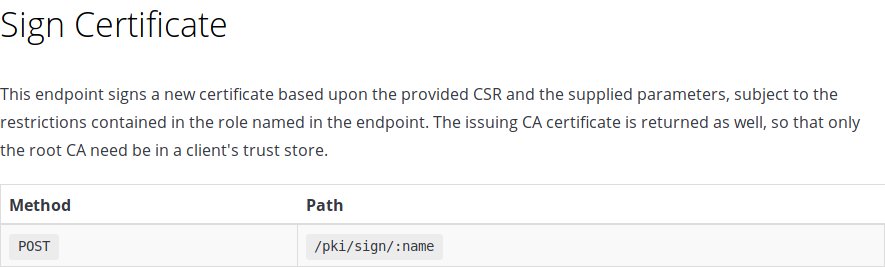 Sign Certificate
This endpoint signs a new certificate based upon the provided CSR and the supplied parameters, subject to the
restrictions contained in the role named in the endpoint. The issuing CA certificate is returned as well, so that only
the root CA need be in a client's trust store.
Method Path
POST /pki/sign/:name